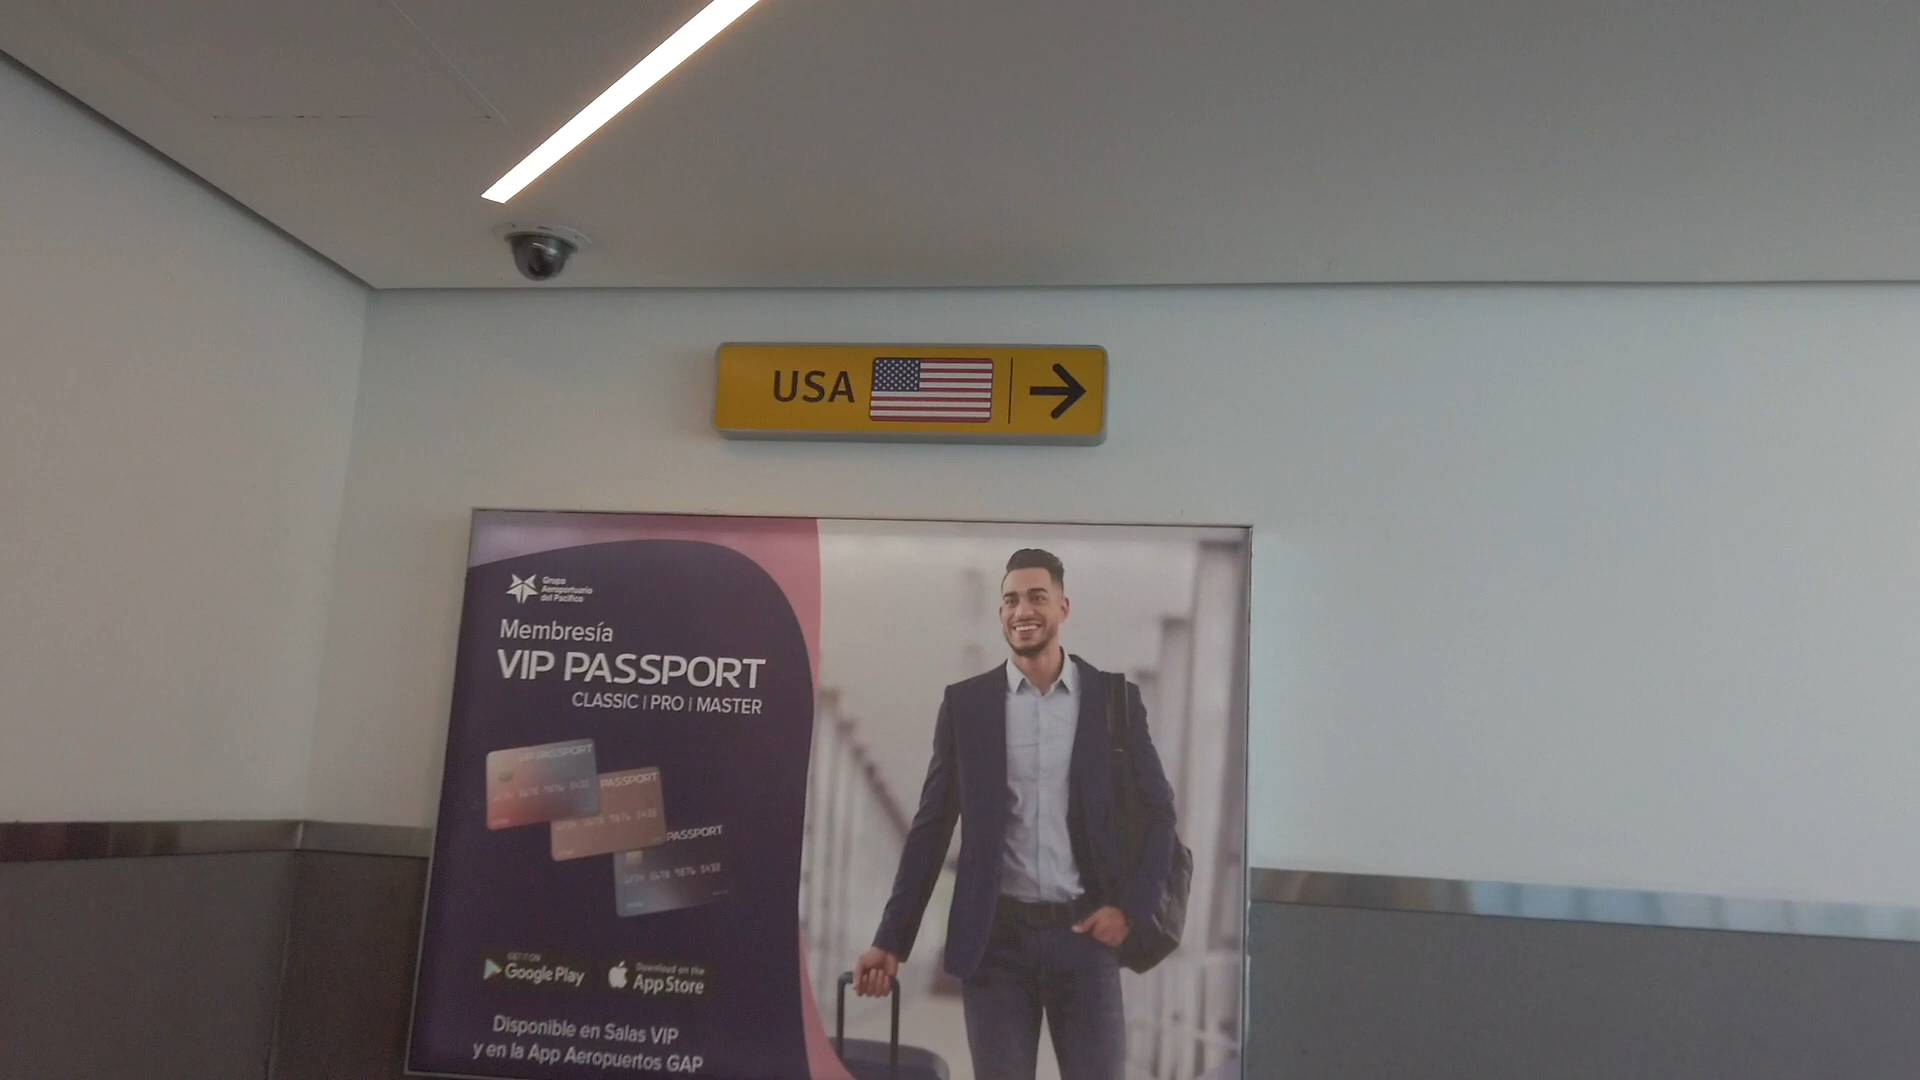 USA
Grupo
Aeroportuario
del Pacífico
Membresía
VIP PASSPORT
CLASSIC | PRO | MASTER
VIP PASSPORT
PASSPORT
PASSPORT
GET IT ON
Google Play
Download on the
App Store
Disponible en Salas VIP
y en la App Aeropuertos GAP